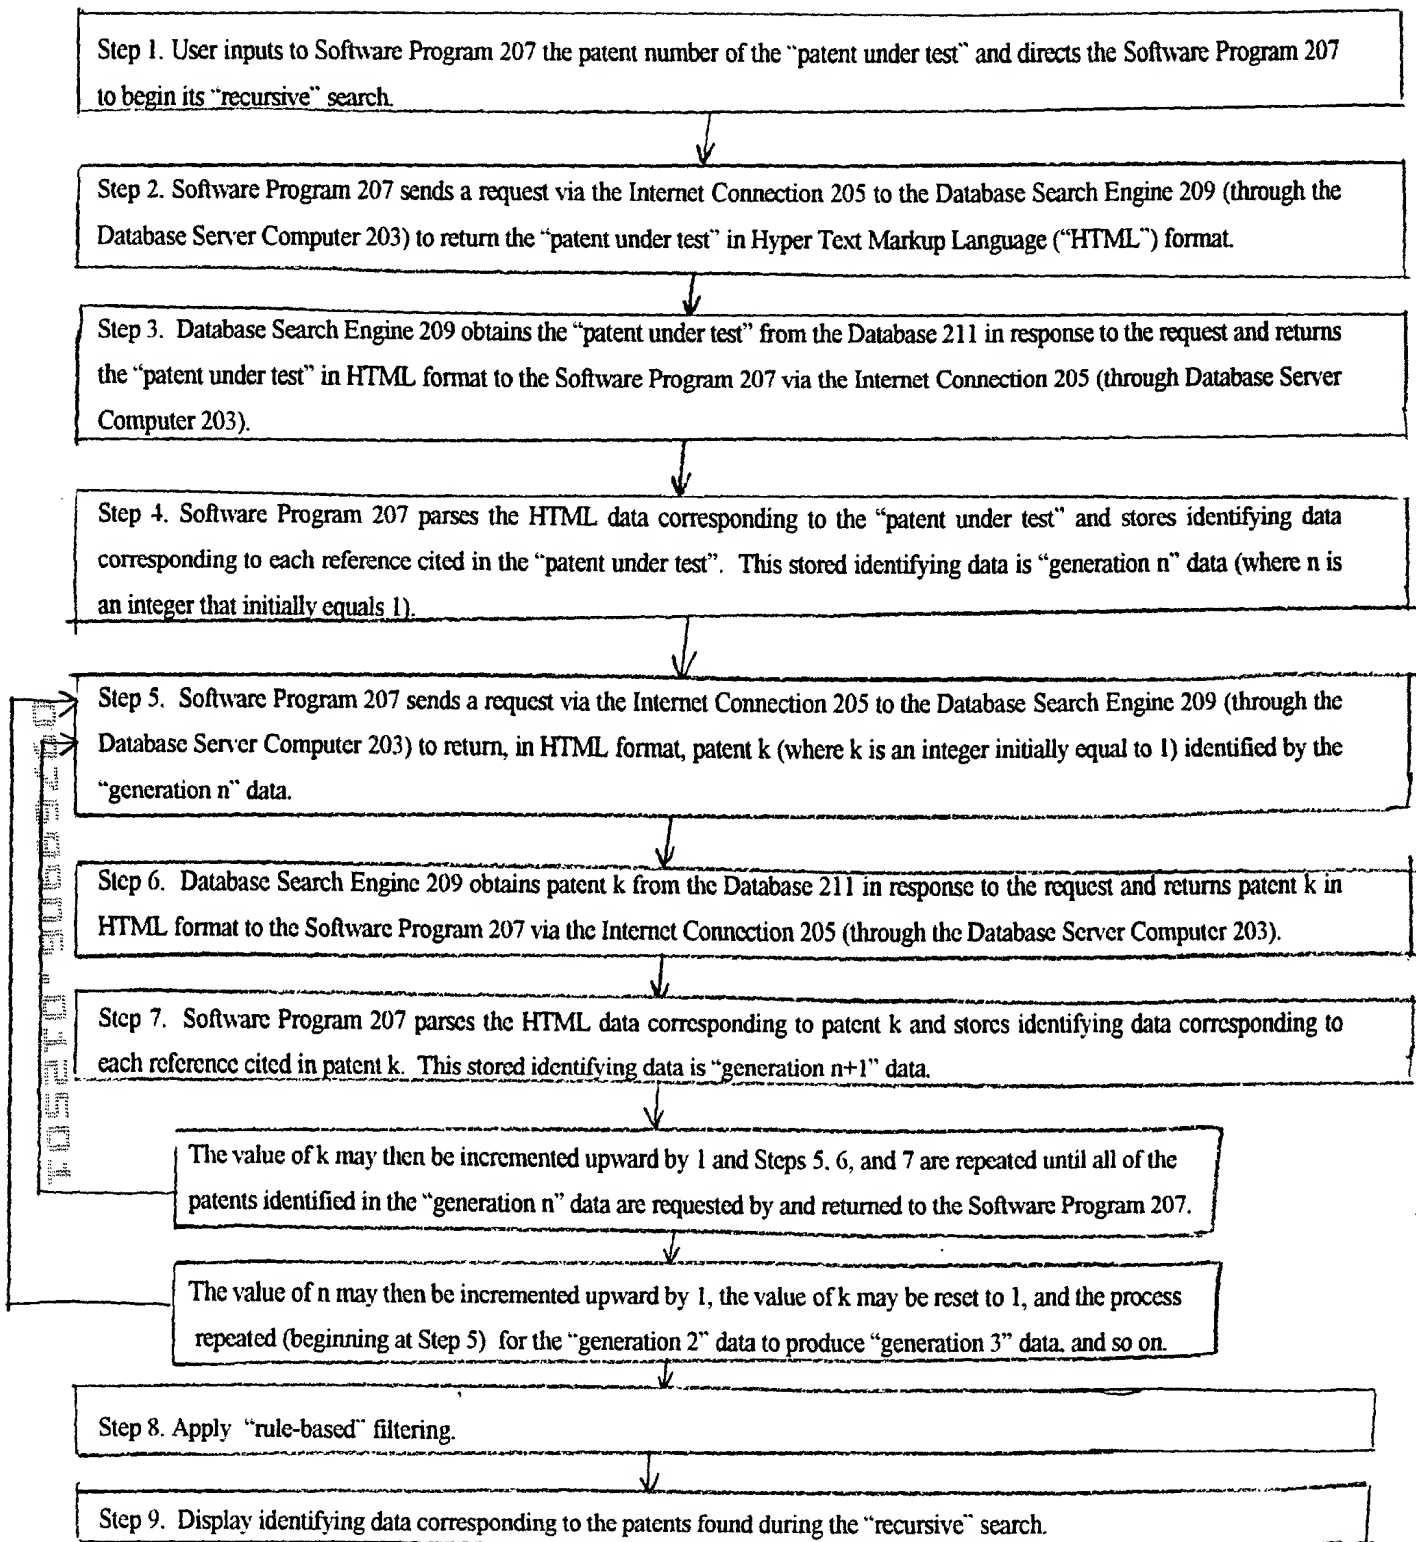 Step 1. User inputs to Software Program 207 the patent number of the “patent under test” and directs the Software Program 207
to begin its “recursive” search.
Step 2. Software Program 207 sends a request via the Internet Connection 205 to the Database Search Engine 209 (through the
Database Server Computer 203) to return the “patent under test” in Hyper Text Markup Language (“HTML”) format.
Step 3. Database Search Engine 209 obtains the “patent under test” from the Database 211 in response to the request and returns
the “patent under test” in HTML format to the Software Program 207 via the Internet Connection 205 (through Database Server
Computer 203).
Step 4. Software Program 207 parses the HTML data corresponding to the “patent under test” and stores identifying data
corresponding to each reference cited in the “patent under test”. This stored identifying data is “generation n” data (where n is
an integer that initially equals 1).
Step 5. Software Program 207 sends a request via the Internet Connection 205 to the Database Search Engine 209 (through the
Database Server Computer 203) to return, in HTML format, patent k (where k is an integer initially equal to 1) identified by the
“generation n” data.
Step 6. Database Search Engine 209 obtains patent k from the Database 211 in response to the request and returns patent k in
HTML format to the Software Program 207 via the Internet Connection 205 (through the Database Server Computer 203).
Step 7. Software Program 207 parses the HTML data corresponding to patent k and stores identifying data corresponding to
each reference cited in patent k. This stored identifying data is “generation n+1” data.
The value of k may then be incremented upward by 1 and Steps 5, 6, and 7 are repeated until all of the
patents identified in the “generation n” data are requested by and returned to the Software Program 207.
The value of n may then be incremented upward by 1, the value of k may be reset to 1, and the process
repeated (beginning at Step 5) for the “generation 2” data to produce “generation 3” data, and so on.
Step 8. Apply “rule-based” filtering.
Step 9. Display identifying data corresponding to the patents found during the “recursive” search.